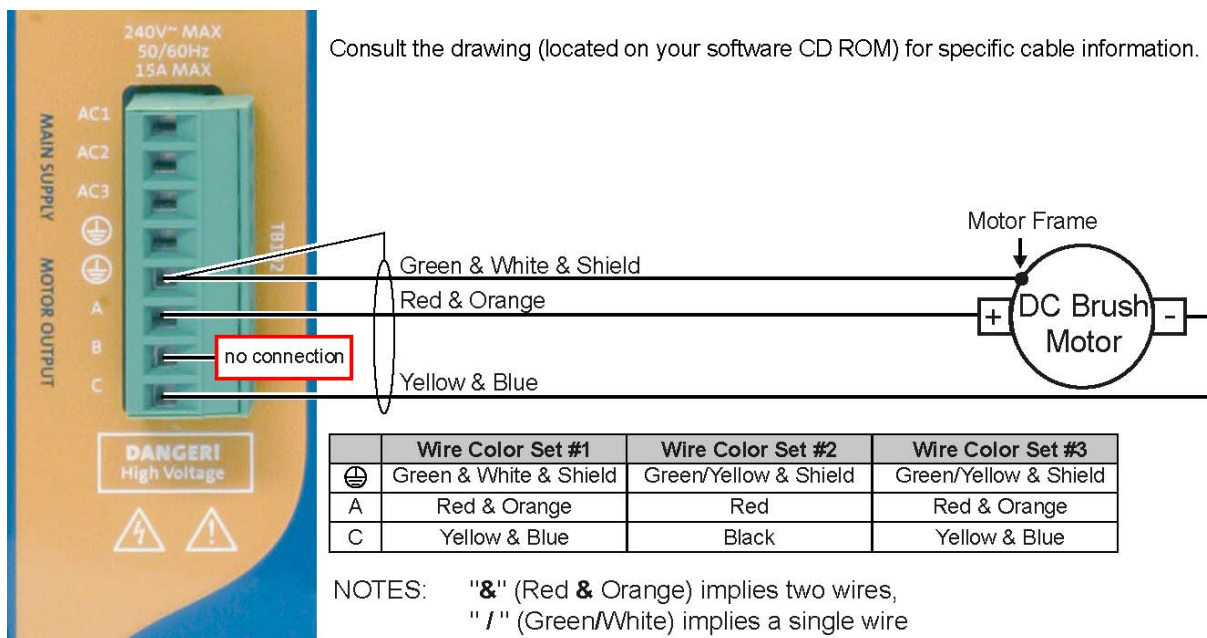 240V~ MAX
50/60Hz
15A MAX
Consult the drawing (located on your software CD ROM) for specific cable information.
MAIN SUPPLY
AC1
AC2
AC3
MOTOR OUTPUT
A
B
C
no connection
Green & White & Shield
Red & Orange
Yellow & Blue
Motor Frame
+ DC Brush -
Motor
DANGER!
High Voltage
Wire Color Set #1 Wire Color Set #2 Wire Color Set #3
Green & White & Shield Green/Yellow & Shield Green/Yellow & Shield
A Red & Orange Red Red & Orange
C Yellow & Blue Black Yellow & Blue
NOTES: "&" (Red & Orange) implies two wires,
"/" (Green/White) implies a single wire